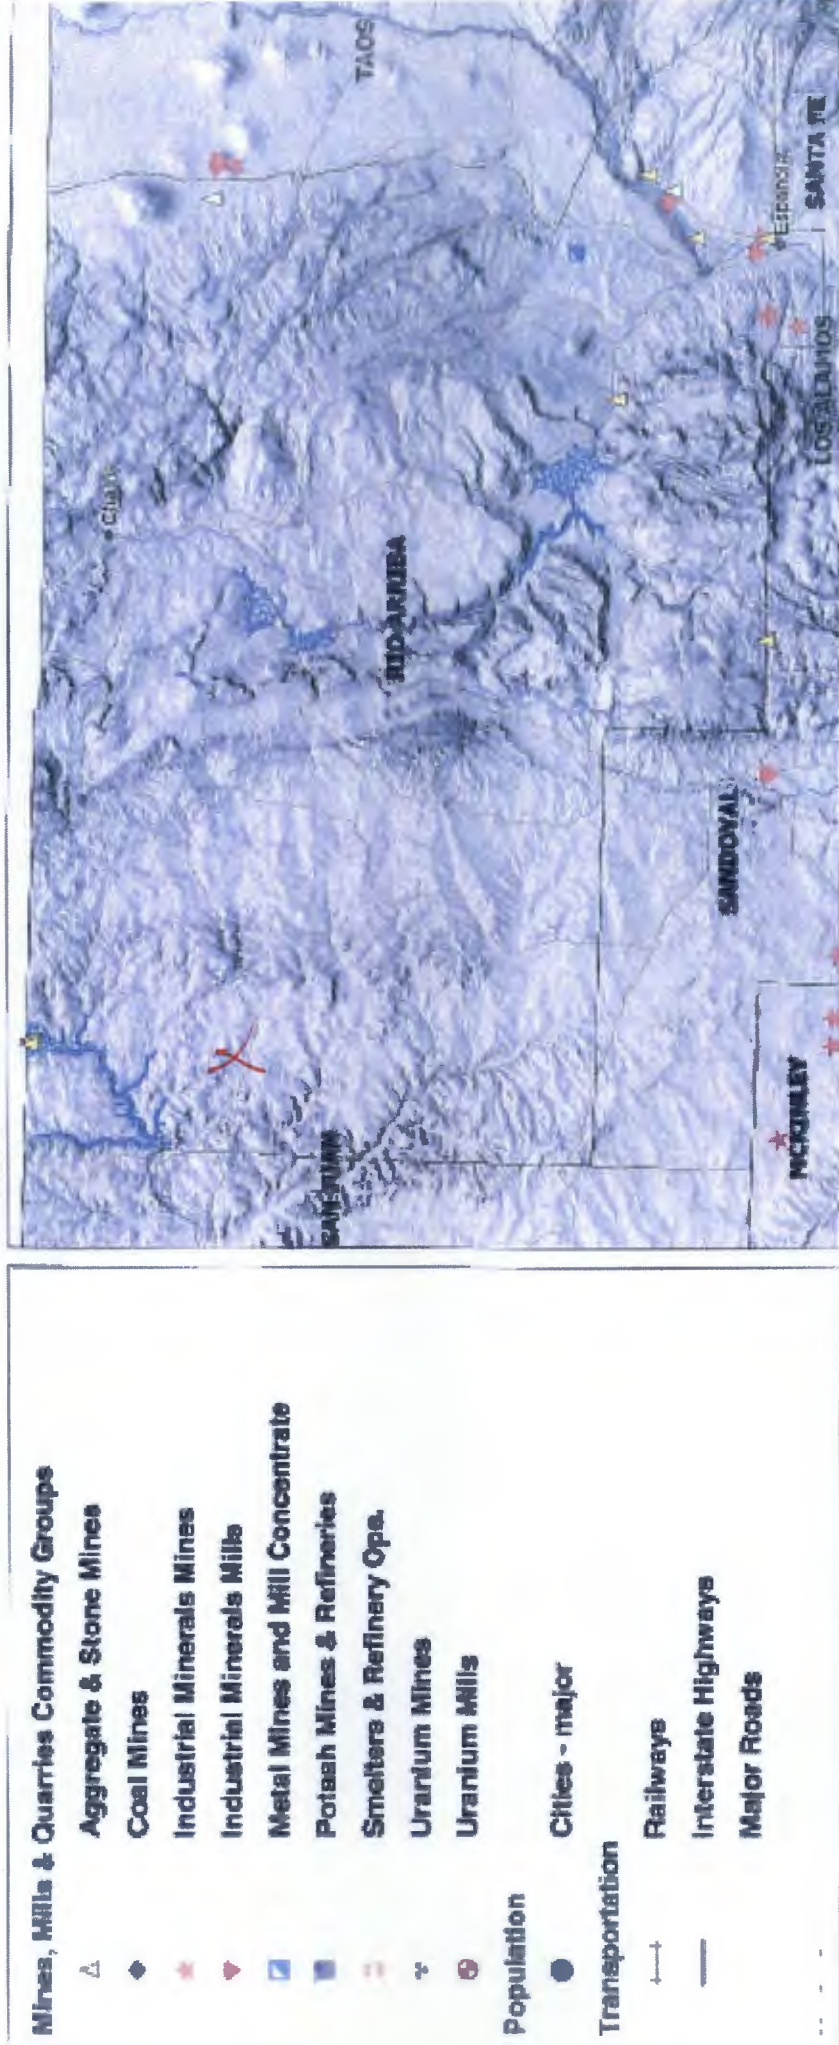 Mines, Mills & Quarries Commodity Groups
Aggregate & Stone Mines
Coal Mines
Industrial Minerals Mines
Industrial Minerals Mills
Metal Mines and Mill Concentrate
Potash Mines & Refineries
Smelters & Refinery Ops.
Uranium Mines
Uranium Mills
Population
Cities - major
Transportation
Railways
Interstate Highways
Major Roads
Chama
TAOS
RIO ARRIBA
SAN JUAN
SANDOVAL
MCKINLEY
LOS ALAMOS
Espanola
SANTA FE